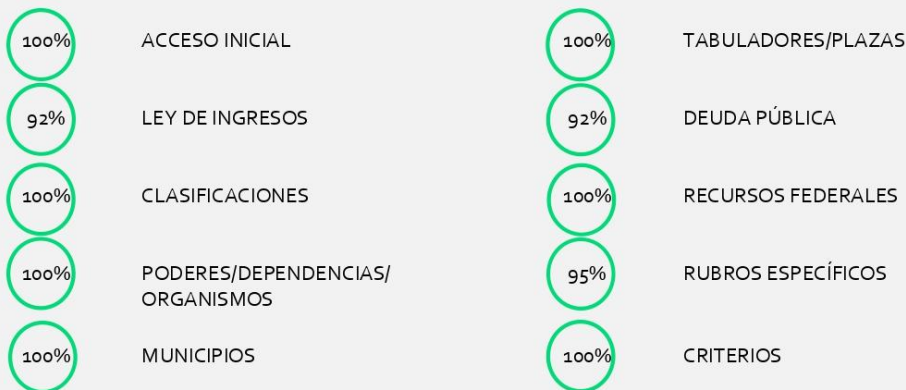 100% ACCESO INICIAL
92% LEY DE INGRESOS
100% CLASIFICACIONES
100% PODERES/DEPENDENCIAS/
ORGANISMOS
100% MUNICIPIOS
100% TABULADORES/PLAZAS
92% DEUDA PÚBLICA
100% RECURSOS FEDERALES
95% RUBROS ESPECÍFICOS
100% CRITERIOS